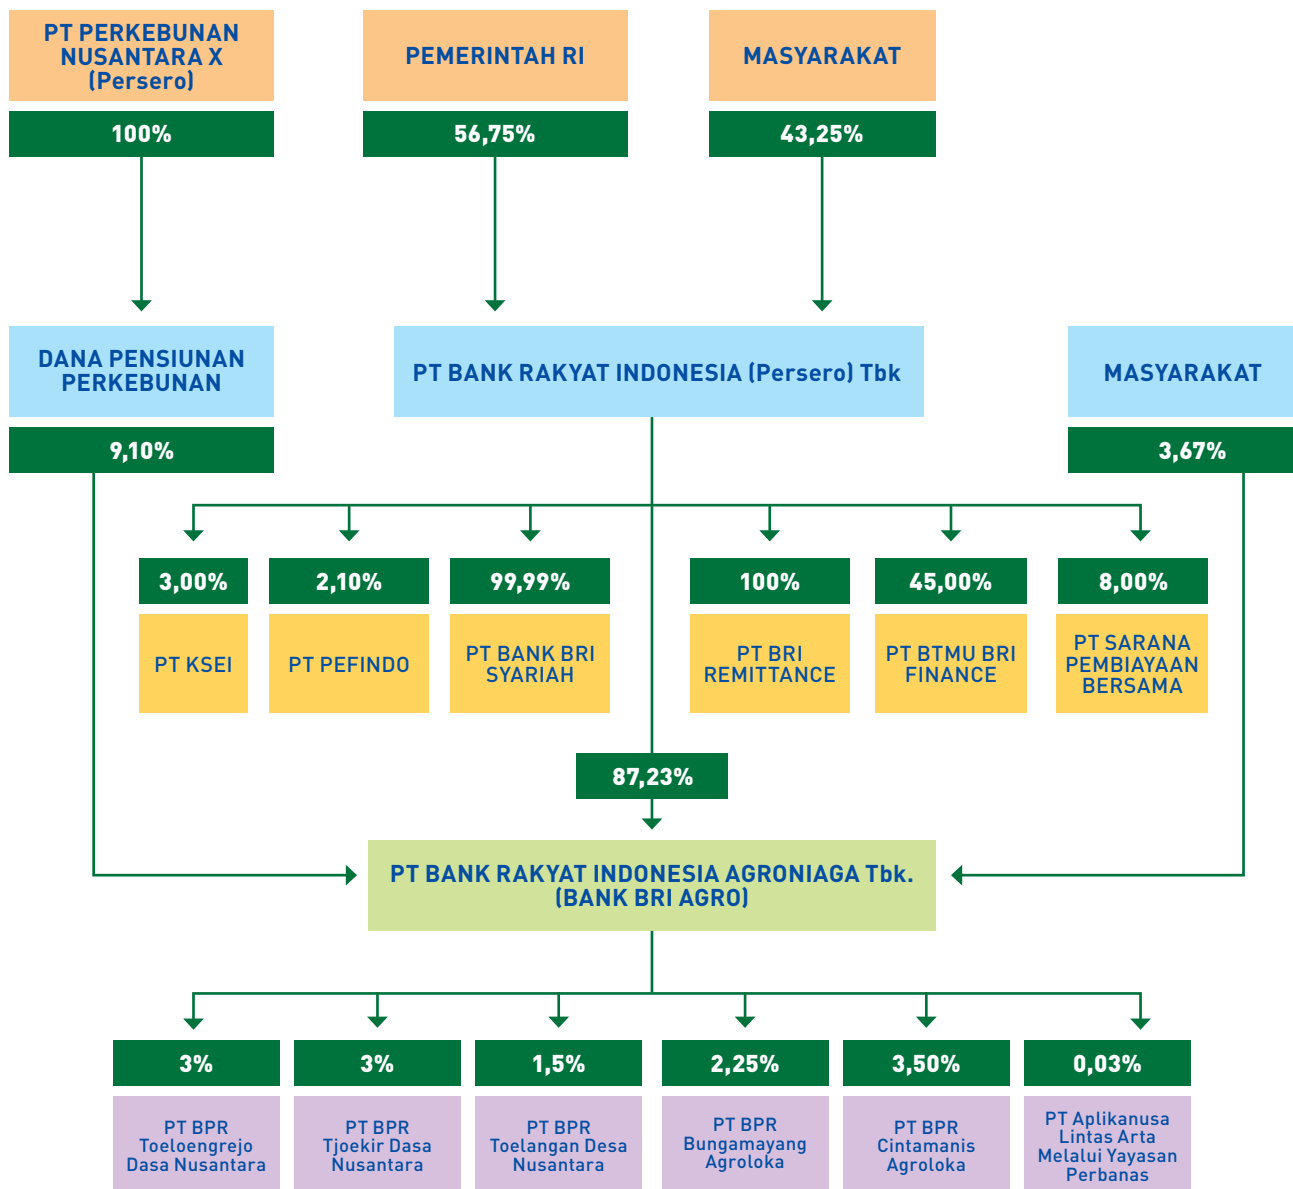 PT PERKEBUNAN
NUSANTARA X
(Persero)
100%
PEMERINTAH RI
56,75%
MASYARAKAT
43,25%
DANA PENSIUNAN
PERKEBUNAN
9,10%
PT BANK RAKYAT INDONESIA (Persero) Tbk
MASYARAKAT
3,67%
3,00%
PT KSEI
2,10%
PT PEFINDO
99,99%
PT BANK BRI
SYARIAH
100%
PT BRI
REMITTANCE
45,00%
PT BTMU BRI
FINANCE
8,00%
PT SARANA
PEMBIAYAAN
BERSAMA
87,23%
PT BANK RAKYAT INDONESIA AGRONIAGA Tbk.
(BANK BRI AGRO)
3%
PT BPR
Toeloengrejo
Dasa Nusantara
3%
PT BPR
Tjoekir Dasa
Nusantara
1,5%
PT BPR
Toelangan Desa
Nusantara
2,25%
PT BPR
Bungamayang
Agroloka
3,50%
PT BPR
Cintamanis
Agroloka
0,03%
PT Aplikanusa
Lintas Arta
Melalui Yayasan
Perbanas